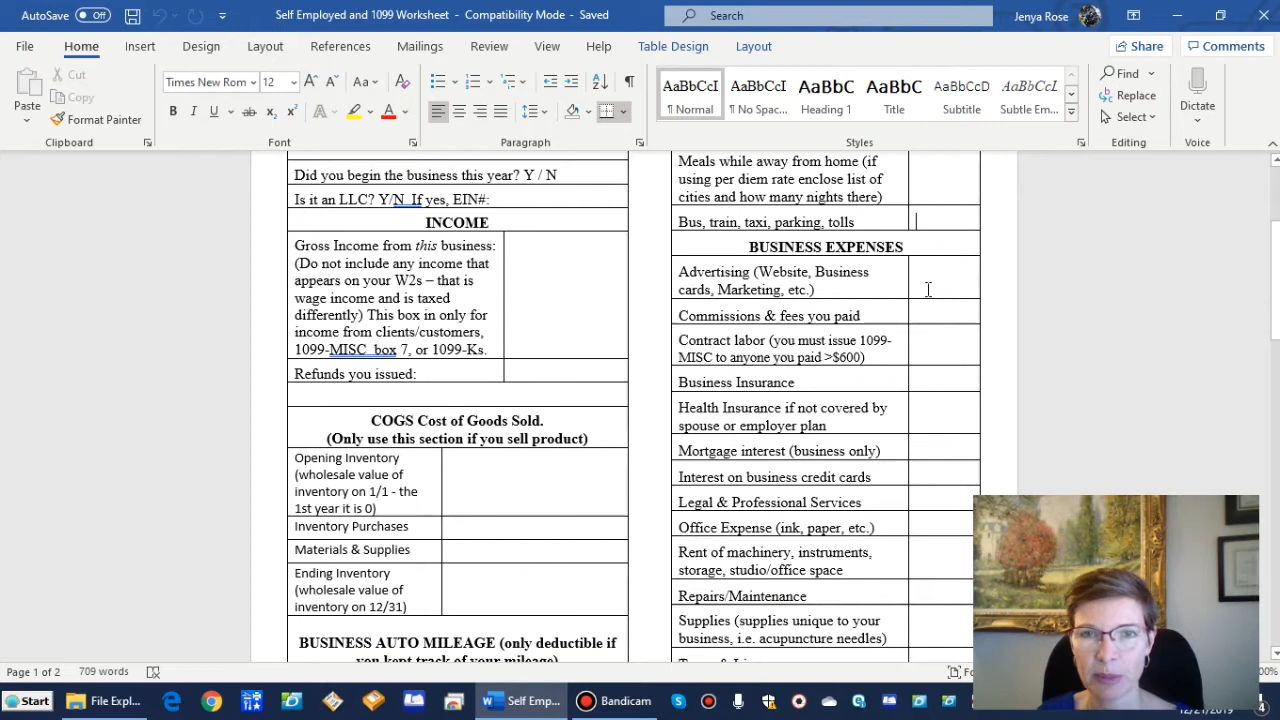 AutoSave Off
Self Employed and 1099 Worksheet - Compatibility Mode - Saved
Search
Jenya Rose
File Home Insert Design Layout References Mailings Review View Help Table Design Layout
Share Comments
Paste
Cut
Copy
Format Painter
Clipboard
Times New Rom 12
Font
Paragraph
AaBbCcI
¶ Normal
AaBbCcI
¶ No Spac...
AaBbC
Heading 1
AaBbC
Title
AaBbCcD
Subtitle
AaBbCcI
Subtle Em...
Styles
Find
Replace
Select
Editing
Dictate
Voice
Did you begin the business this year? Y / N
Is it an LLC? Y/N If yes, EIN#:
INCOME
Gross Income from this business:
(Do not include any income that
appears on your W2s – that is
wage income and is taxed
differently) This box in only for
income from clients/customers,
1099-MISC box 7, or 1099-Ks.
Refunds you issued:
COGS Cost of Goods Sold.
(Only use this section if you sell product)
Opening Inventory
(wholesale value of
inventory on 1/1 - the
1st year it is 0)
Inventory Purchases
Materials & Supplies
Ending Inventory
(wholesale value of
inventory on 12/31)
BUSINESS AUTO MILEAGE (only deductible if
you kept track of your mileage)
Meals while away from home (if
using per diem rate enclose list of
cities and how many nights there)
Bus, train, taxi, parking, tolls
BUSINESS EXPENSES
Advertising (Website, Business
cards, Marketing, etc.)
Commissions & fees you paid
Contract labor (you must issue 1099-
MISC to anyone you paid >$600)
Business Insurance
Health Insurance if not covered by
spouse or employer plan
Mortgage interest (business only)
Interest on business credit cards
Legal & Professional Services
Office Expense (ink, paper, etc.)
Rent of machinery, instruments,
storage, studio/office space
Repairs/Maintenance
Supplies (supplies unique to your
business, i.e. acupuncture needles)
Page 1 of 2 709 words
Start
File Expl...
Self Emp...
Bandicam
12/21/2019